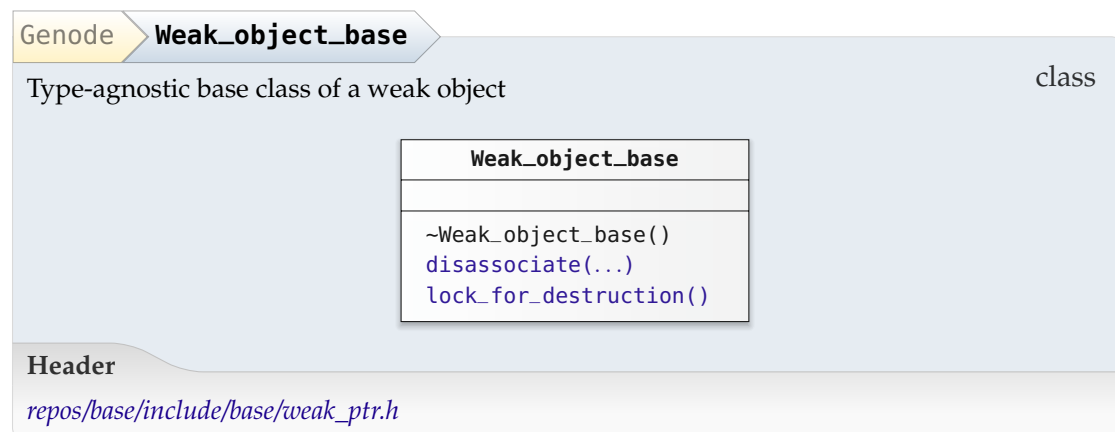 Genode Weak_object_base
class
Type-agnostic base class of a weak object
Weak_object_base
~Weak_object_base()
disassociate(...)
lock_for_destruction()
Header
repos/base/include/base/weak_ptr.h